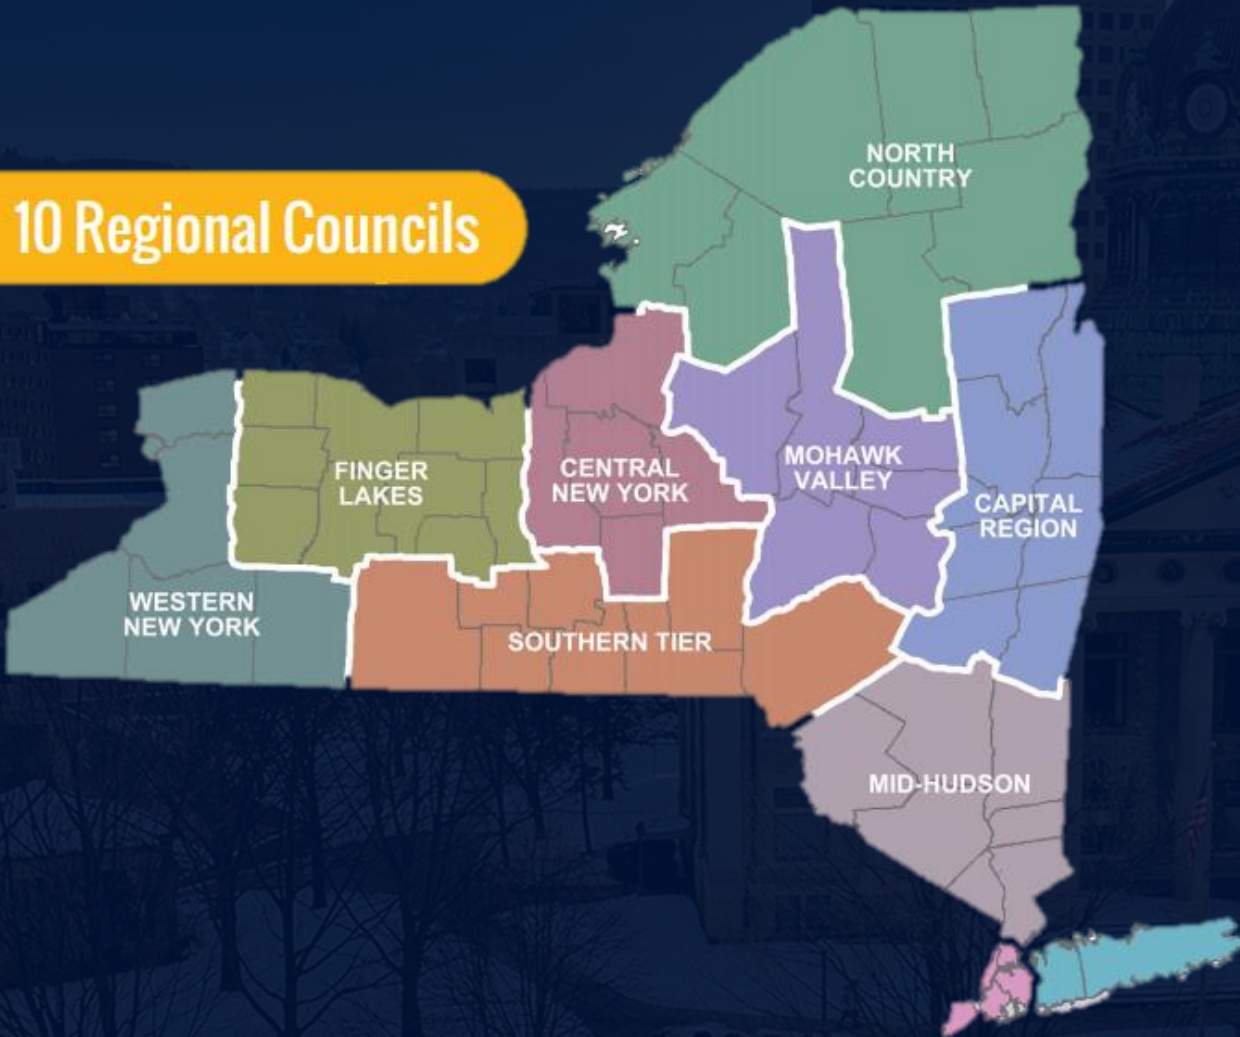 10 Regional Councils
NORTH
COUNTRY
FINGER
LAKES
CENTRAL
NEW YORK
MOHAWK
VALLEY
CAPITAL
REGION
WESTERN
NEW YORK
SOUTHERN TIER
MID-HUDSON